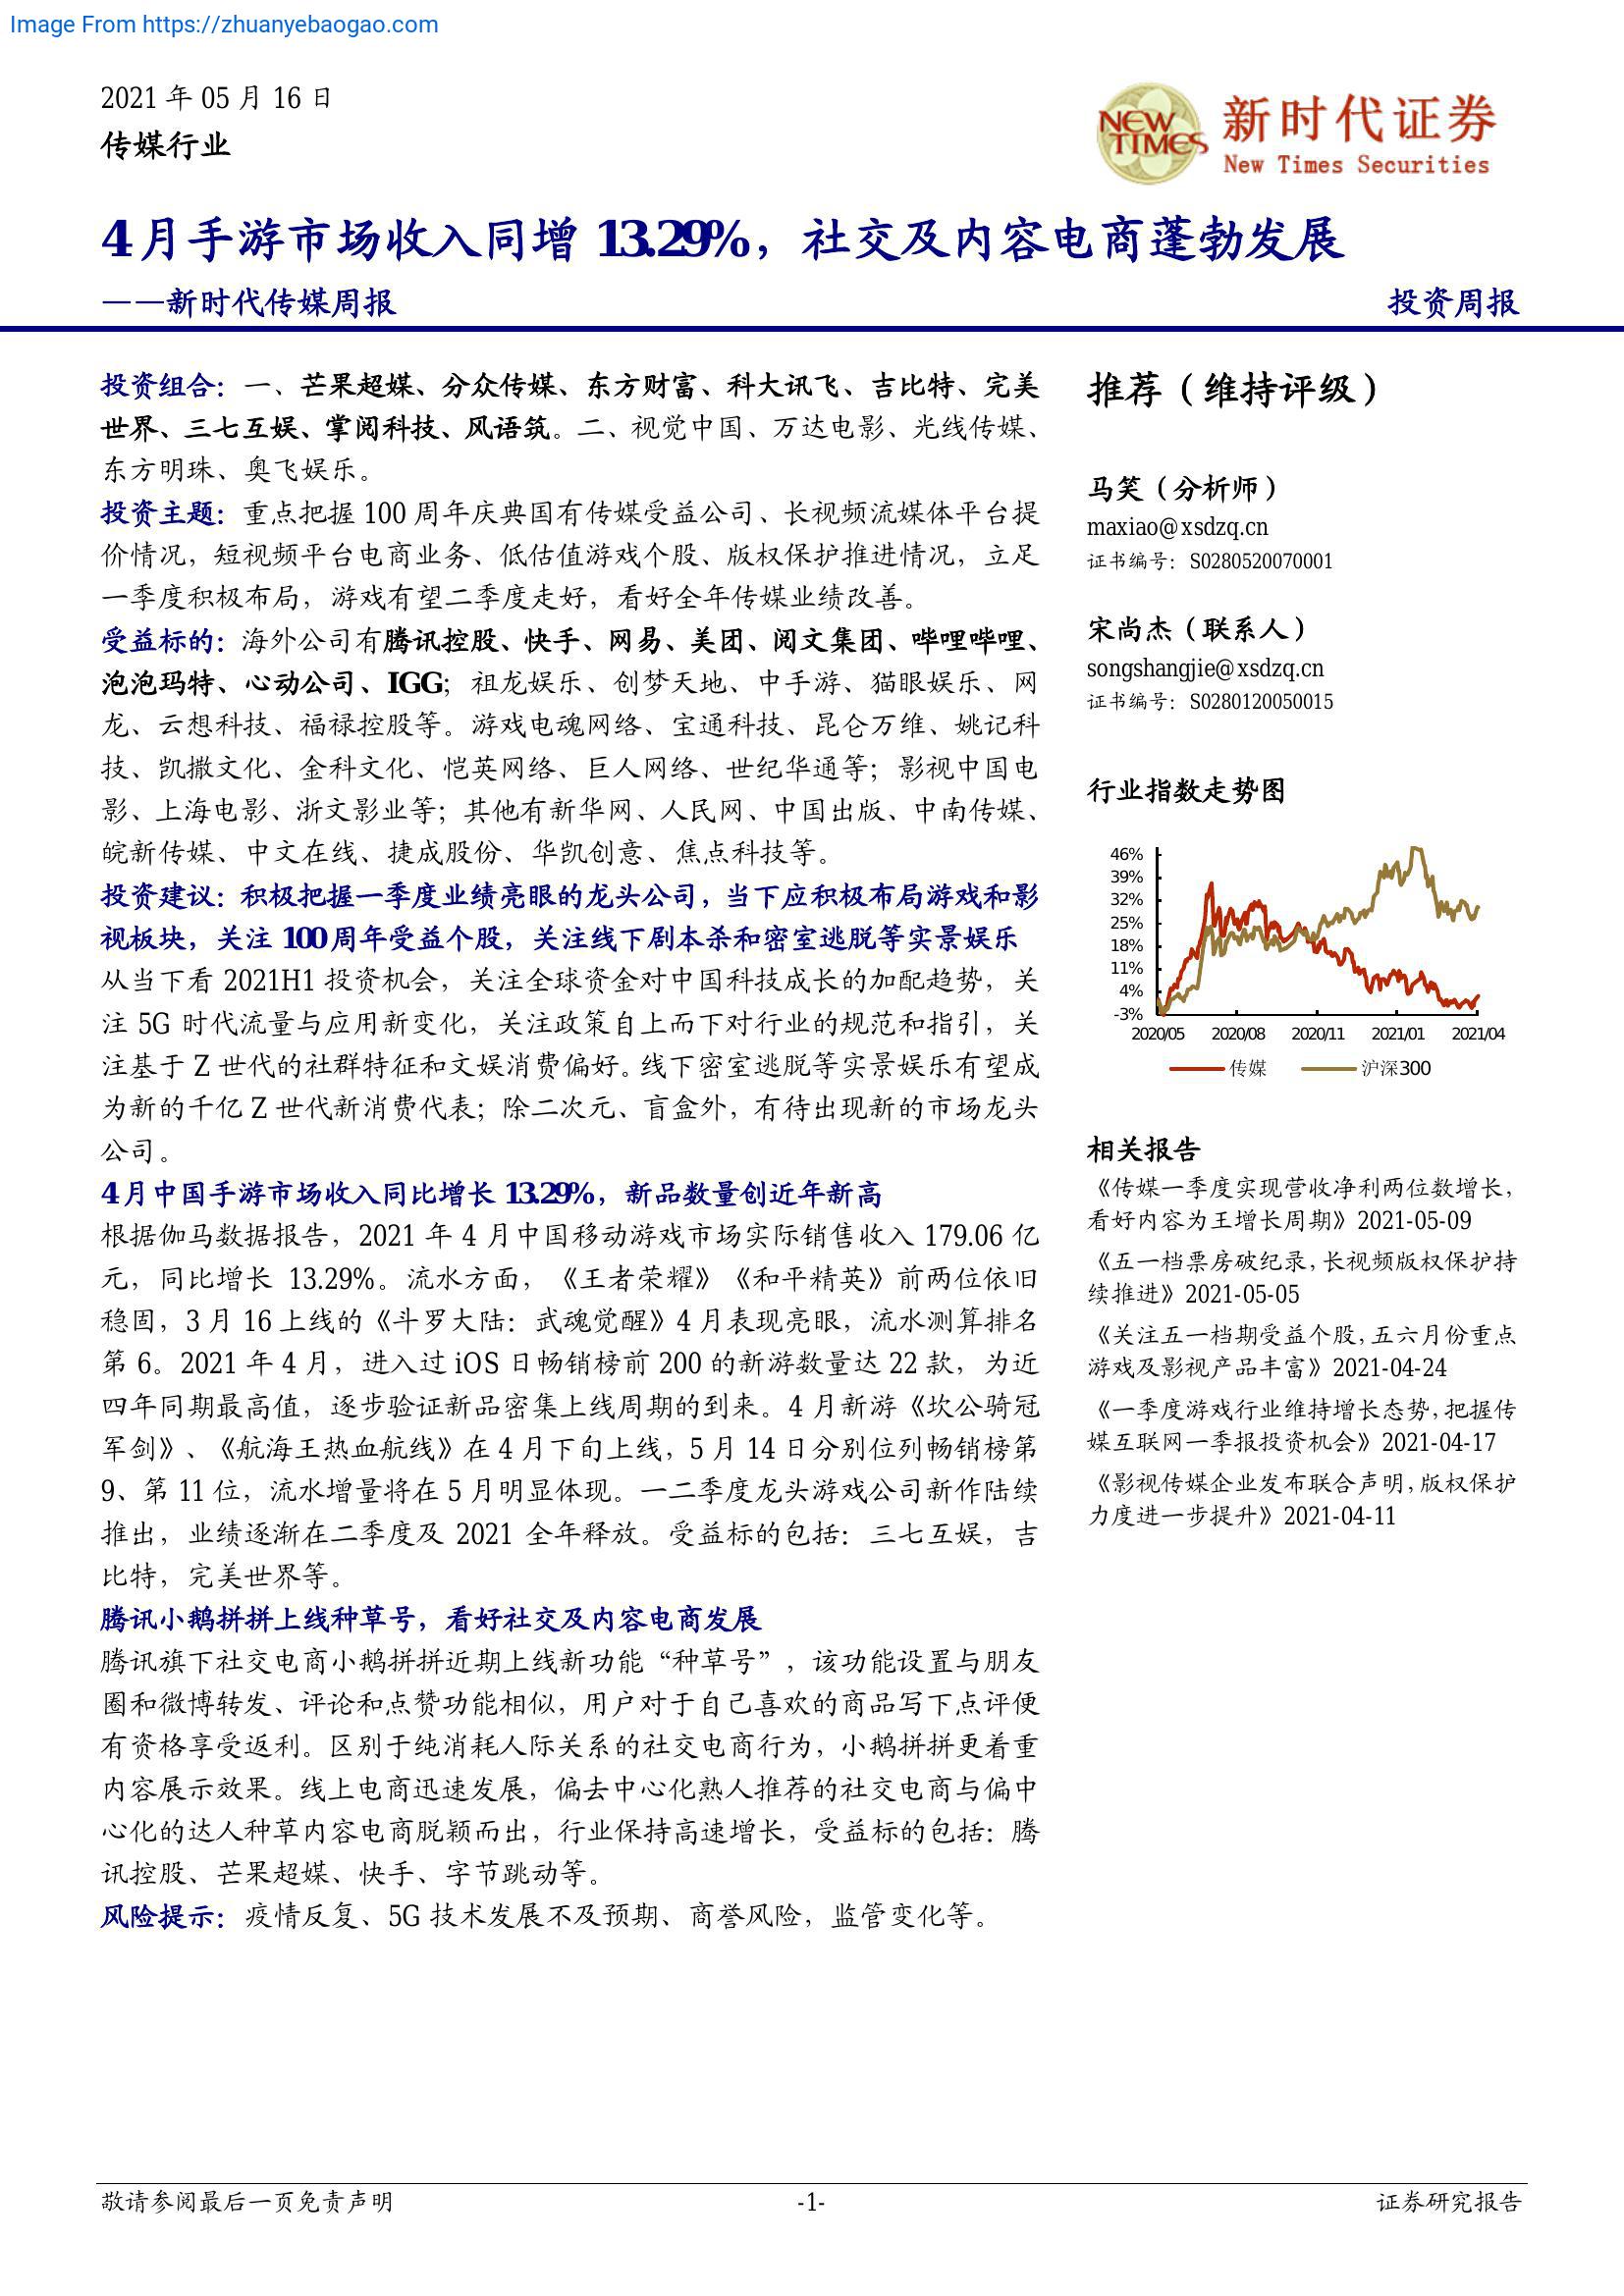 Image From https://zhuanyebaogao.com
2021 年 05 月 16 日
传媒行业
NEW TIMES
新时代证券
New Times Securities
4 月手游市场收入同增 13.29%，社交及内容电商蓬勃发展
——新时代传媒周报
投资周报
投资组合：一、芒果超媒、分众传媒、东方财富、科大讯飞、吉比特、完美
世界、三七互娱、掌阅科技、风语筑。二、视觉中国、万达电影、光线传媒、
东方明珠、奥飞娱乐。
投资主题：重点把握 100 周年庆典国有传媒受益公司、长视频流媒体平台提
价情况，短视频平台电商业务、低估值游戏个股、版权保护推进情况，立足
一季度积极布局，游戏有望二季度走好，看好全年传媒业绩改善。
受益标的：海外公司有腾讯控股、快手、网易、美团、阅文集团、哔哩哔哩、
泡泡玛特、心动公司、IGG；祖龙娱乐、创梦天地、中手游、猫眼娱乐、网
龙、云想科技、福禄控股等。游戏电魂网络、宝通科技、昆仑万维、姚记科
技、凯撒文化、金科文化、恺英网络、巨人网络、世纪华通等；影视中国电
影、上海电影、浙文影业等；其他有新华网、人民网、中国出版、中南传媒、
皖新传媒、中文在线、捷成股份、华凯创意、焦点科技等。
投资建议：积极把握一季度业绩亮眼的龙头公司，当下应积极布局游戏和影
视板块，关注 100 周年受益个股，关注线下剧本杀和密室逃脱等实景娱乐
从当下看 2021H1 投资机会，关注全球资金对中国科技成长的加配趋势，关
注 5G 时代流量与应用新变化，关注政策自上而下对行业的规范和指引，关
注基于 Z 世代的社群特征和文娱消费偏好。线下密室逃脱等实景娱乐有望成
为新的千亿 Z 世代新消费代表；除二次元、盲盒外，有待出现新的市场龙头
公司。
4 月中国手游市场收入同比增长 13.29%，新品数量创近年新高
根据伽马数据报告，2021 年 4 月中国移动游戏市场实际销售收入 179.06 亿
元，同比增长 13.29%。流水方面，《王者荣耀》《和平精英》前两位依旧
稳固，3 月 16 上线的《斗罗大陆：武魂觉醒》4 月表现亮眼，流水测算排名
第 6。2021 年 4 月，进入过 iOS 日畅销榜前 200 的新游数量达 22 款，为近
四年同期最高值，逐步验证新品密集上线周期的到来。4 月新游《坎公骑冠
军剑》、《航海王热血航线》在 4 月下旬上线，5 月 14 日分别位列畅销榜第
9、第 11 位，流水增量将在 5 月明显体现。一二季度龙头游戏公司新作陆续
推出，业绩逐渐在二季度及 2021 全年释放。受益标的包括：三七互娱，吉
比特，完美世界等。
腾讯小鹅拼拼上线种草号，看好社交及内容电商发展
腾讯旗下社交电商小鹅拼拼近期上线新功能“种草号”，该功能设置与朋友
圈和微博转发、评论和点赞功能相似，用户对于自己喜欢的商品写下点评便
有资格享受返利。区别于纯消耗人际关系的社交电商行为，小鹅拼拼更着重
内容展示效果。线上电商迅速发展，偏去中心化熟人推荐的社交电商与偏中
心化的达人种草内容电商脱颖而出，行业保持高速增长，受益标的包括：腾
讯控股、芒果超媒、快手、字节跳动等。
风险提示：疫情反复、5G 技术发展不及预期、商誉风险，监管变化等。
推荐（维持评级）
马笑（分析师）
maxiao@xsdzq.cn
证书编号：S0280520070001
宋尚杰（联系人）
songshangjie@xsdzq.cn
证书编号：S0280120050015
行业指数走势图
46%
39%
32%
25%
18%
11%
4%
-3%
2020/05 2020/08 2020/11 2021/01 2021/04
传媒 沪深300
相关报告
《传媒一季度实现营收净利两位数增长，
看好内容为王增长周期》2021-05-09
《五一档票房破纪录，长视频版权保护持
续推进》2021-05-05
《关注五一档期受益个股，五六月份重点
游戏及影视产品丰富》2021-04-24
《一季度游戏行业维持增长态势，把握传
媒互联网一季报投资机会》2021-04-17
《影视传媒企业发布联合声明，版权保护
力度进一步提升》2021-04-11
敬请参阅最后一页免责声明
-1-
证券研究报告